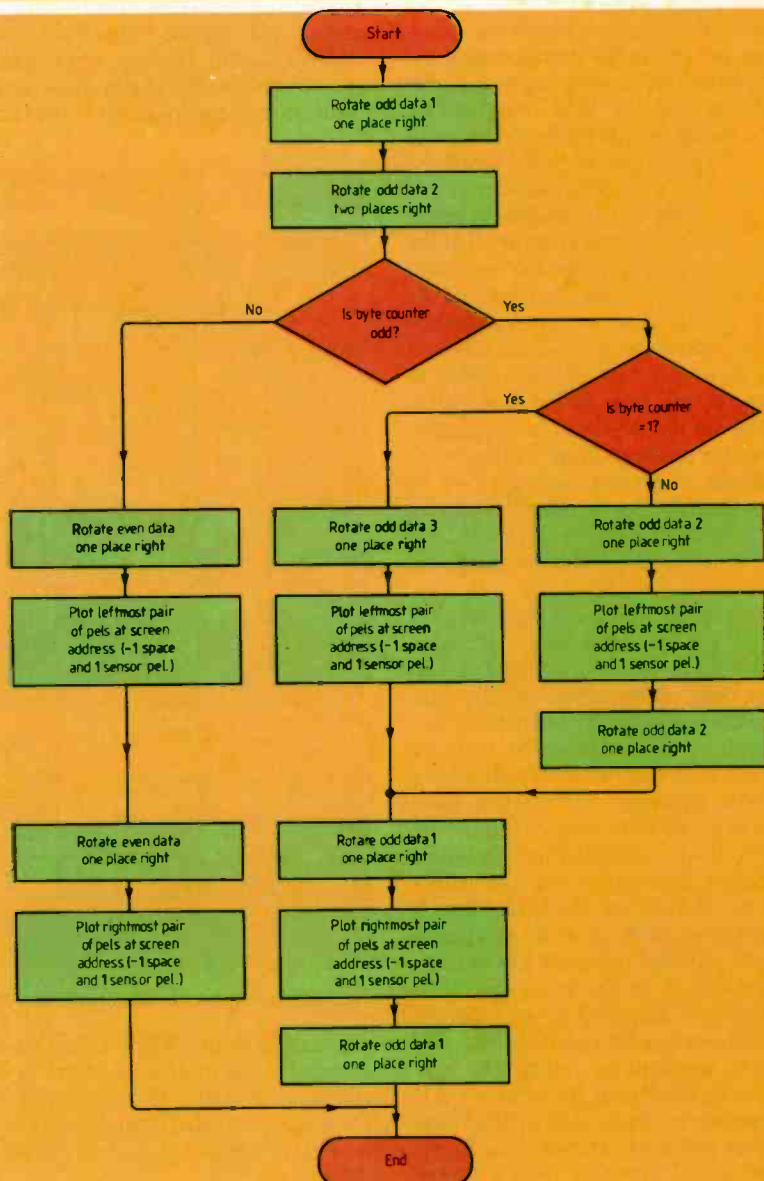 Start
Rotate odd data 1
one place right.
Rotate odd data 2
two places right
Is byte counter
odd?
No
Yes
Is byte counter
=1?
Yes
No
Rotate even data
one place right
Rotate odd data 3
one place right
Rotate odd data 2
one place right
Plot leftmost pair
of pels at screen
address (-1 space
and 1 sensor pel.)
Plot leftmost pair
of pels at screen
address (-1 space
and 1 sensor pel.)
Plot leftmost pair
of pels at screen
address (-1 space
and 1 sensor pel.)
Rotate odd data 2
one place right
Rotate even data
one place right
Rotate odd data 1
one place right
Plot rightmost pair
of pels at screen
address (-1 space
and 1 sensor pel.)
Plot rightmost pair
of pels at screen
address (-1 space
and 1 sensor pel.)
Rotate odd data 1
one place right
End